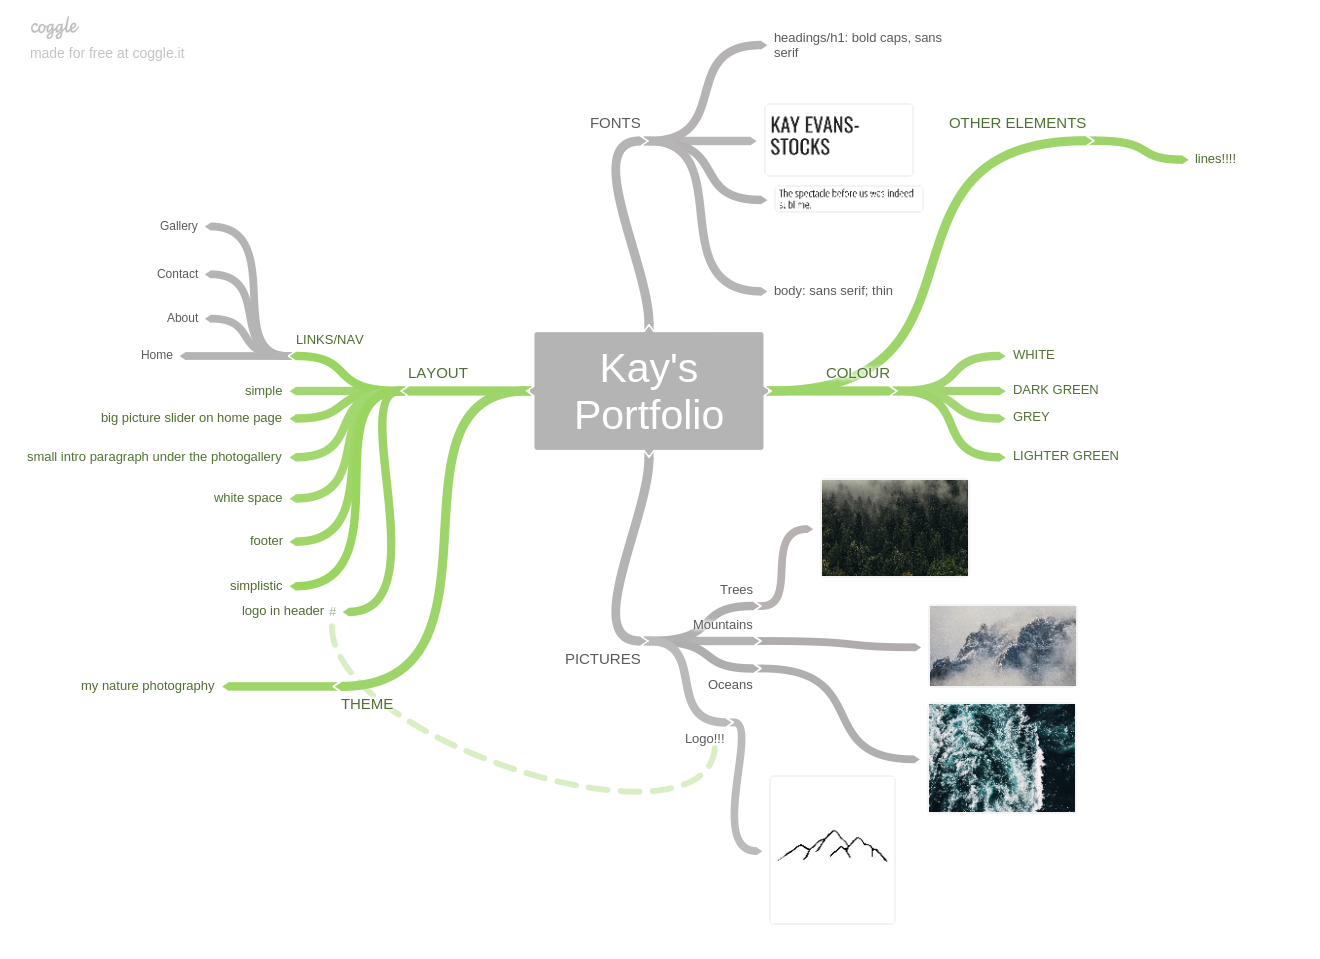 coggle
made for free at coggle.it
headings/h1: bold caps, sans
serif
FONTS
KAY EVANS-
STOCKS
The spectacle before us was indeed
body: sans serif; thin
OTHER ELEMENTS
lines!!!!
Gallery
Contact
About
Home
LINKS/NAV
LAYOUT
simple
big picture slider on home page
small intro paragraph under the photogallery
white space
footer
simplistic
logo in header #
my nature photography
THEME
Kay's
Portfolio
COLOUR
WHITE
DARK GREEN
GREY
LIGHTER GREEN
Trees
Mountains
PICTURES
Oceans
Logo!!!